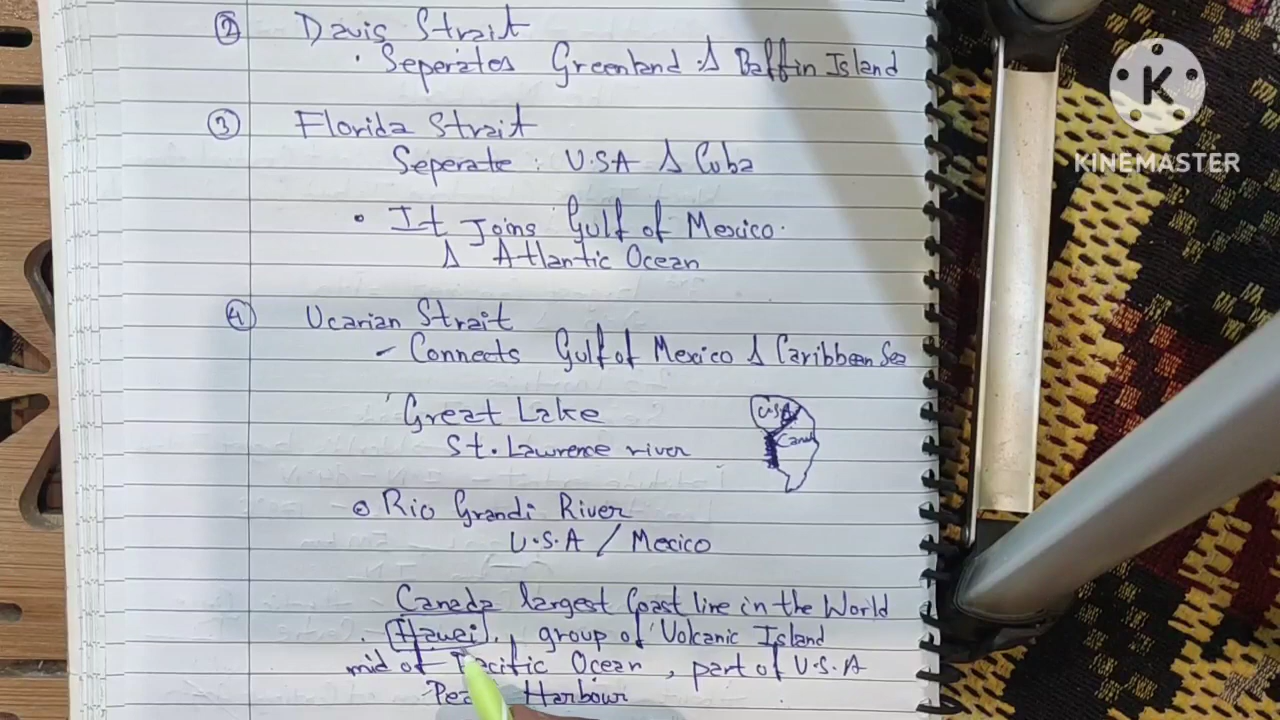 ② Davis Strait
· Seperates Greenland & Baffin Island
③ Florida Strait
Seperate : U.S.A & Cuba
• It Joins Gulf of Mexico.
& Atlantic Ocean
④ Ucarian Strait
- Connects Gulf of Mexico & Caribbean Sea
Great Lake
St. Lawrence river
USA
Cana
⊙ Rio Grandi River
U.S.A / Mexico
Canada largest Coast line in the World
. Hawei , group of Volcanic Island
mid of Pacific Ocean , part of U.S.A
Harbour
K
KINEMASTER